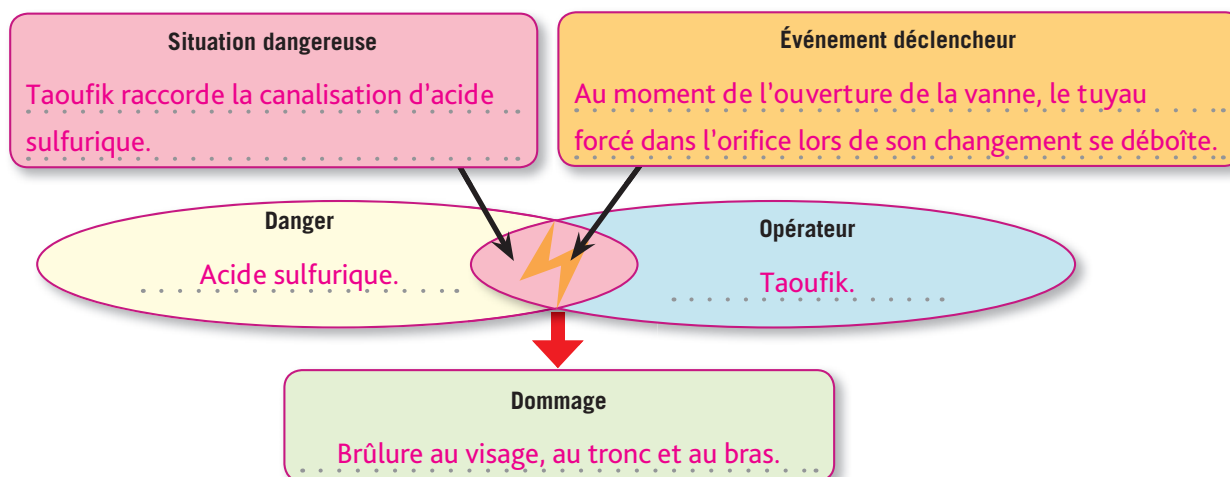 Situation dangereuse
Taoufik raccorde la canalisation d’acide
sulfurique.
Événement déclencheur
Au moment de l’ouverture de la vanne, le tuyau
forcé dans l’orifice lors de son changement se déboîte.
Danger
Acide sulfurique.
Opérateur
Taoufik.
Dommage
Brûlure au visage, au tronc et au bras.